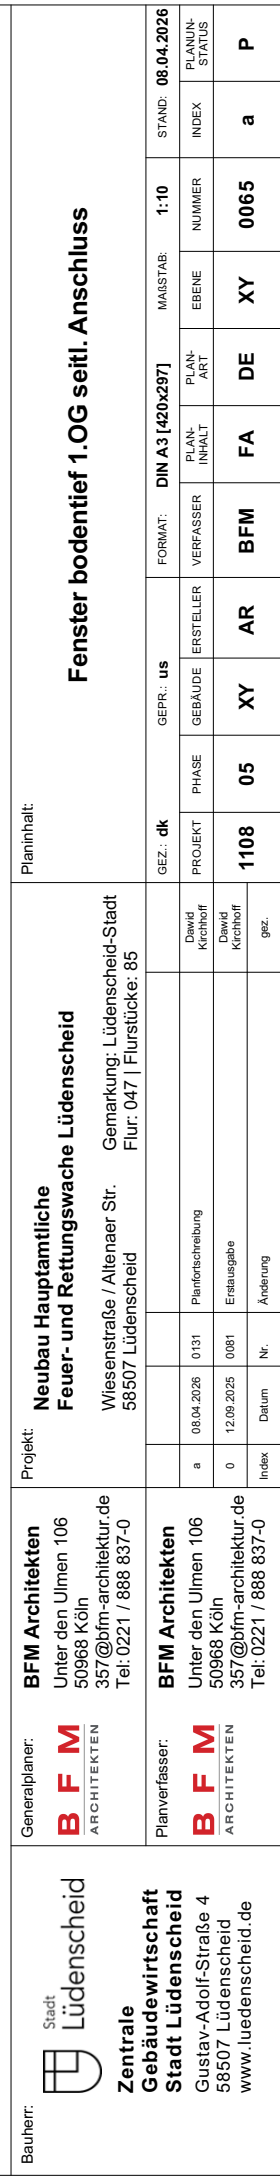 Bauherr:
Stadt
Lüdenscheid
Zentrale
Gebäudewirtschaft
Stadt Lüdenscheid
Gustav-Adolf-Straße 4
58507 Lüdenscheid
www.luedenscheid.de
Generalplaner:
B F M
ARCHITEKTEN
BFM Architekten
Unter den Ulmen 106
50968 Köln
357@bfm-architektur.de
Tel: 0221 / 888 837-0
Planverfasser:
B F M
ARCHITEKTEN
BFM Architekten
Unter den Ulmen 106
50968 Köln
357@bfm-architektur.de
Tel: 0221 / 888 837-0
Projekt:
Neubau Hauptamtliche
Feuer- und Rettungswache Lüdenscheid
Wiesenstraße / Altenaer Str. Gemarkung: Lüdenscheid-Stadt
58507 Lüdenscheid Flur: 047 | Flurstücke: 85
a 08.04.2026 0131 Planfortschreibung Dawid
Kirchhoff
0 12.09.2025 0081 Erstausgabe Dawid
Kirchhoff
Index Datum Nr. Änderung gez.
Planinhalt:
Fenster bodentief 1.OG seitl. Anschluss
GEZ.: dk GEPR.: us FORMAT: DIN A3 [420x297] MAßSTAB: 1:10 STAND: 08.04.2026
PROJEKT PHASE GEBÄUDE ERSTELLER VERFASSER PLAN-
INHALT PLAN-
ART EBENE NUMMER INDEX PLANUN-
STATUS
1108 05 XY AR BFM FA DE XY 0065 a P